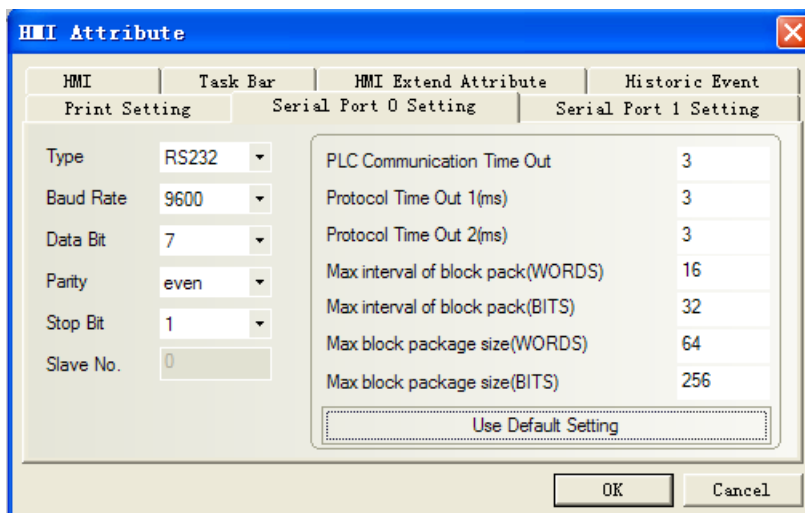 HMI Attribute
HMI Task Bar HMI Extend Attribute Historic Event
Print Setting Serial Port 0 Setting Serial Port 1 Setting
Type RS232
Baud Rate 9600
Data Bit 7
Parity even
Stop Bit 1
Slave No. 0
PLC Communication Time Out 3
Protocol Time Out 1(ms) 3
Protocol Time Out 2(ms) 3
Max interval of block pack(WORDS) 16
Max interval of block pack(BITS) 32
Max block package size(WORDS) 64
Max block package size(BITS) 256
Use Default Setting
OK Cancel